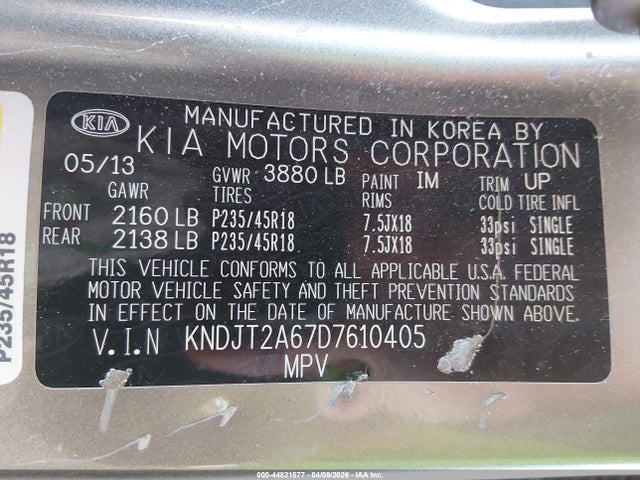 KIA
MANUFACTURED IN KOREA BY
KIA MOTORS CORPORATION
05/13 GVWR 3880 LB PAINT IM TRIM UP
GAWR TIRES RIMS COLD TIRE INFL
FRONT 2160 LB P235/45R18 7.5JX18 33psi SINGLE
REAR 2138 LB P235/45R18 7.5JX18 33psi SINGLE
THIS VEHICLE CONFORMS TO ALL APPLICABLE U.S.A. FEDERAL
MOTOR VEHICLE SAFETY AND THEFT PREVENTION STANDARDS
IN EFFECT ON THE DATE OF MANUFACTURE SHOWN ABOVE.
V.I.N KNDJT2A67D7610405
MPV
P235/45R18
000-44821577 - 04/09/2026 - IAA Inc.